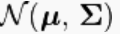 𝒩(𝝁, 𝚺)